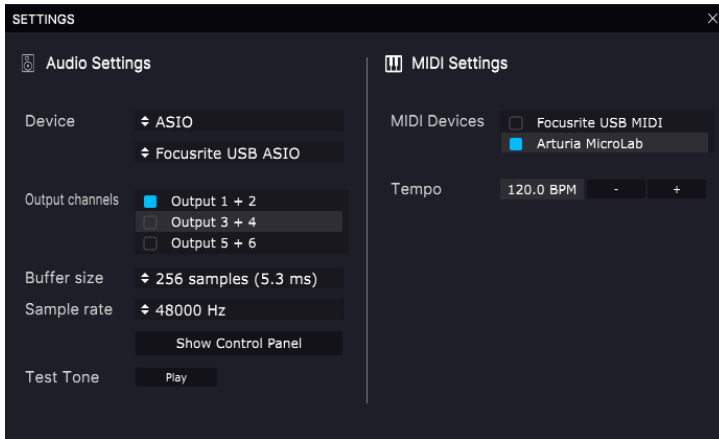 SETTINGS
Audio Settings
Device
ASIO
Focusrite USB ASIO
Output channels
Output 1 + 2
Output 3 + 4
Output 5 + 6
Buffer size
256 samples (5.3 ms)
Sample rate
48000 Hz
Show Control Panel
Test Tone
Play
MIDI Settings
MIDI Devices
Focusrite USB MIDI
Arturia MicroLab
Tempo
120.0 BPM
-
+